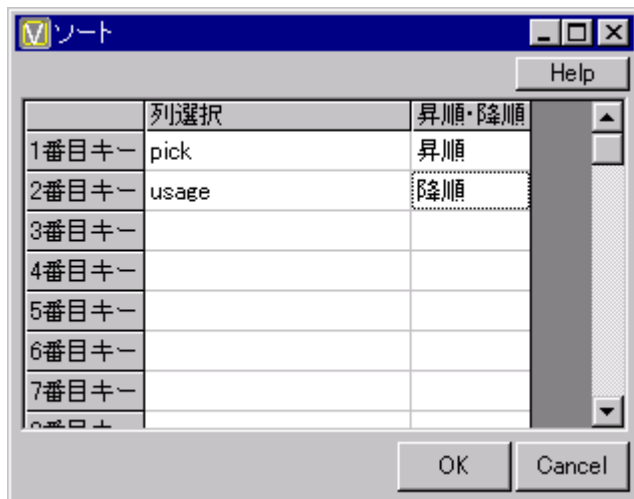 ソート
Help
列選択 昇順・降順
1番目キー pick 昇順
2番目キー usage 降順
3番目キー
4番目キー
5番目キー
6番目キー
7番目キー
OK Cancel